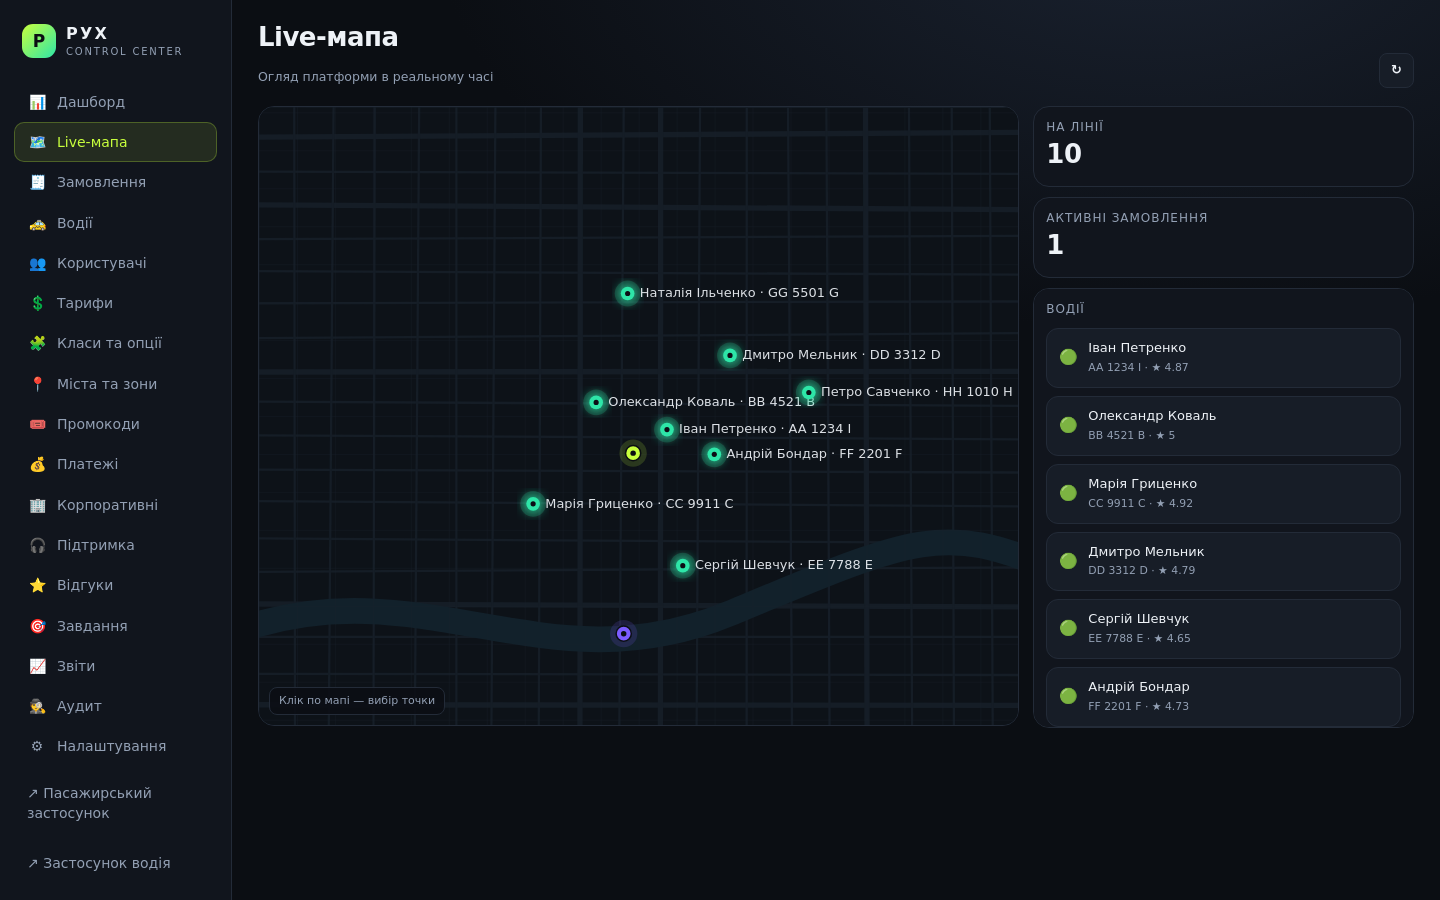 Р
РУХ
CONTROL CENTER
Дашборд
Live-мапа
Замовлення
Водії
Користувачі
Тарифи
Класи та опції
Міста та зони
Промокоди
Платежі
Корпоративні
Підтримка
Відгуки
Завдання
Звіти
Аудит
Налаштування
↗ Пасажирський
застосунок
↗ Застосунок водія
Live-мапа
Огляд платформи в реальному часі
↻
Наталія Ільченко · GG 5501 G
Дмитро Мельник · DD 3312 D
Петро Савченко · HH 1010 H
Олександр Коваль · BB 4521 B
Іван Петренко · AA 1234 I
Андрій Бондар · FF 2201 F
Марія Гриценко · CC 9911 C
Сергій Шевчук · EE 7788 E
Клік по мапі — вибір точки
НА ЛІНІЇ
10
АКТИВНІ ЗАМОВЛЕННЯ
1
ВОДІЇ
Іван Петренко
AA 1234 I · ★ 4.87
Олександр Коваль
BB 4521 B · ★ 5
Марія Гриценко
CC 9911 C · ★ 4.92
Дмитро Мельник
DD 3312 D · ★ 4.79
Сергій Шевчук
EE 7788 E · ★ 4.65
Андрій Бондар
FF 2201 F · ★ 4.73